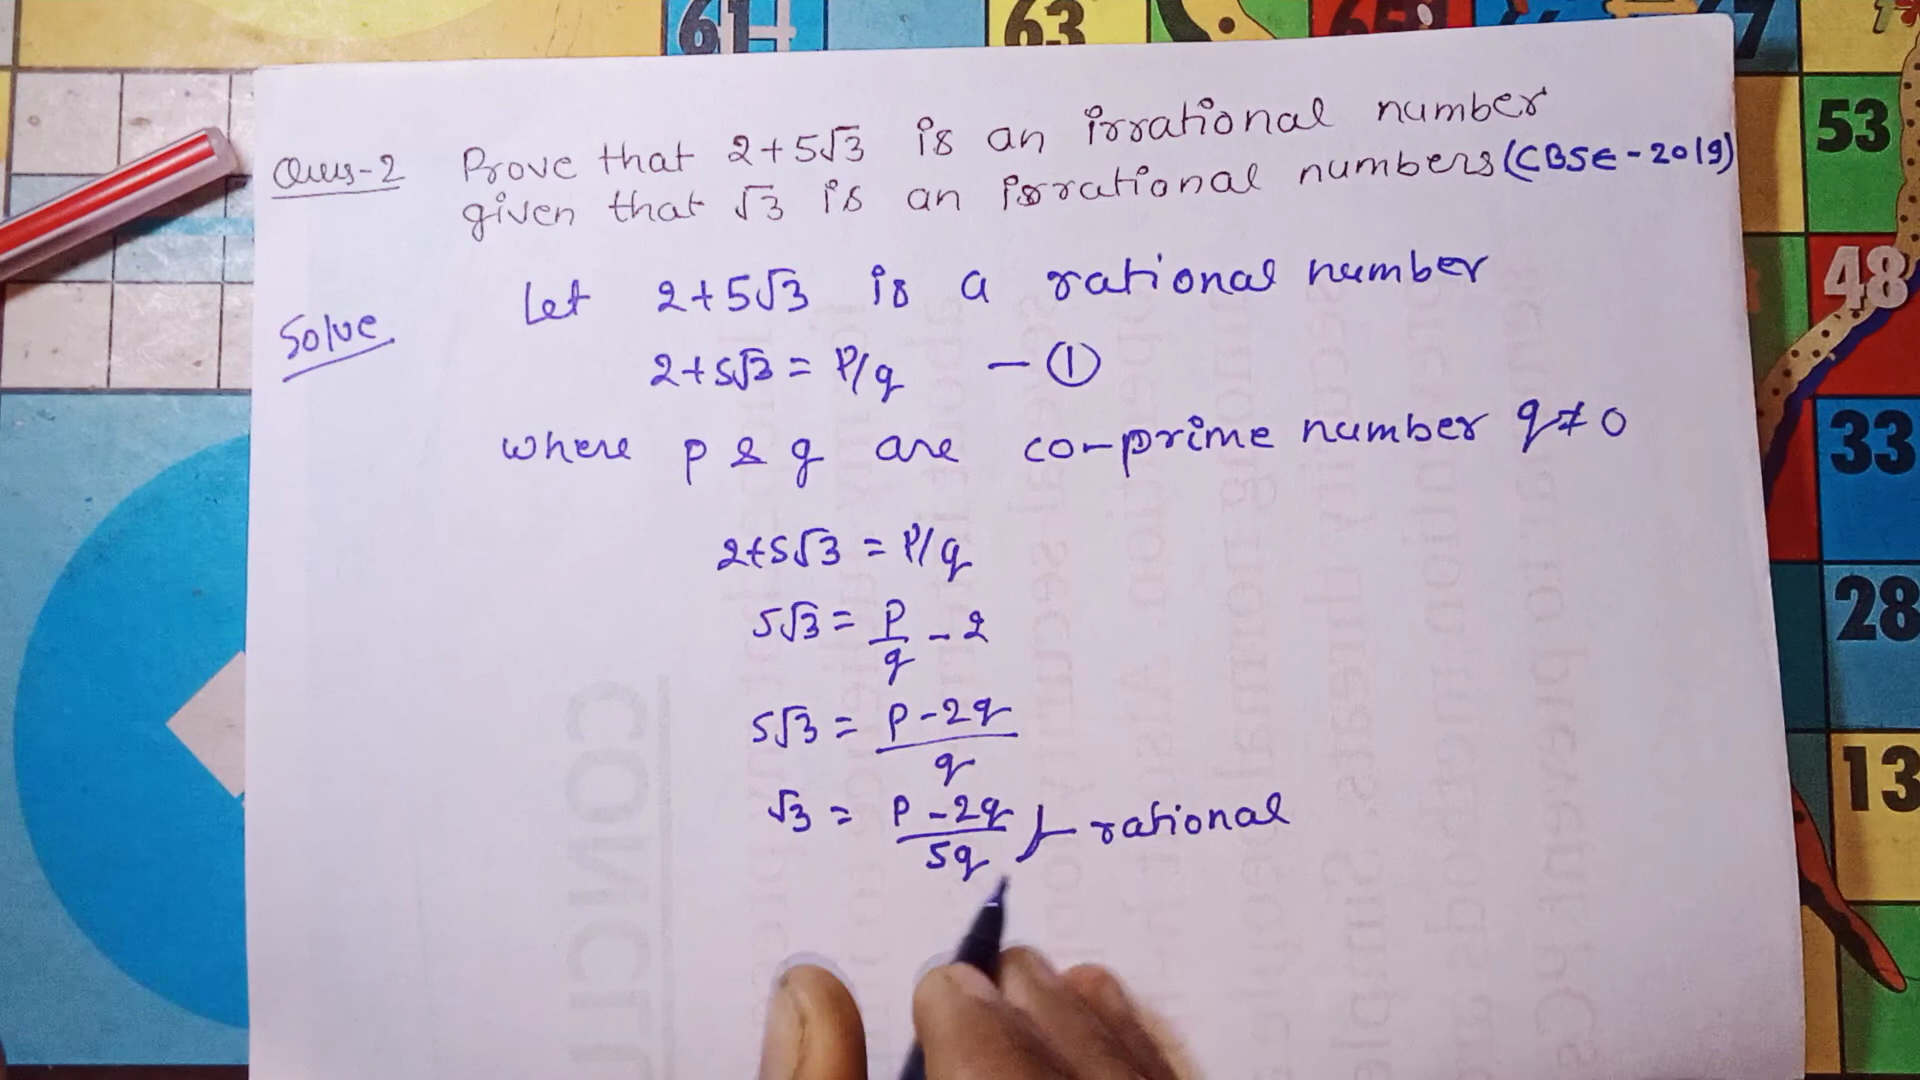 61 63 67
53
48
33
28
13
Ques-2 Prove that 2+5√3 is an irrational number
given that √3 is an irrational numbers (CBSE-2019)
Solve Let 2+5√3 is a rational number
2+5√3 = P/q — ①
where p & q are co-prime number q≠0
2+5√3 = P/q
5√3 = P/q - 2
5√3 = P-2q/q
√3 = P-2q/5q } rational